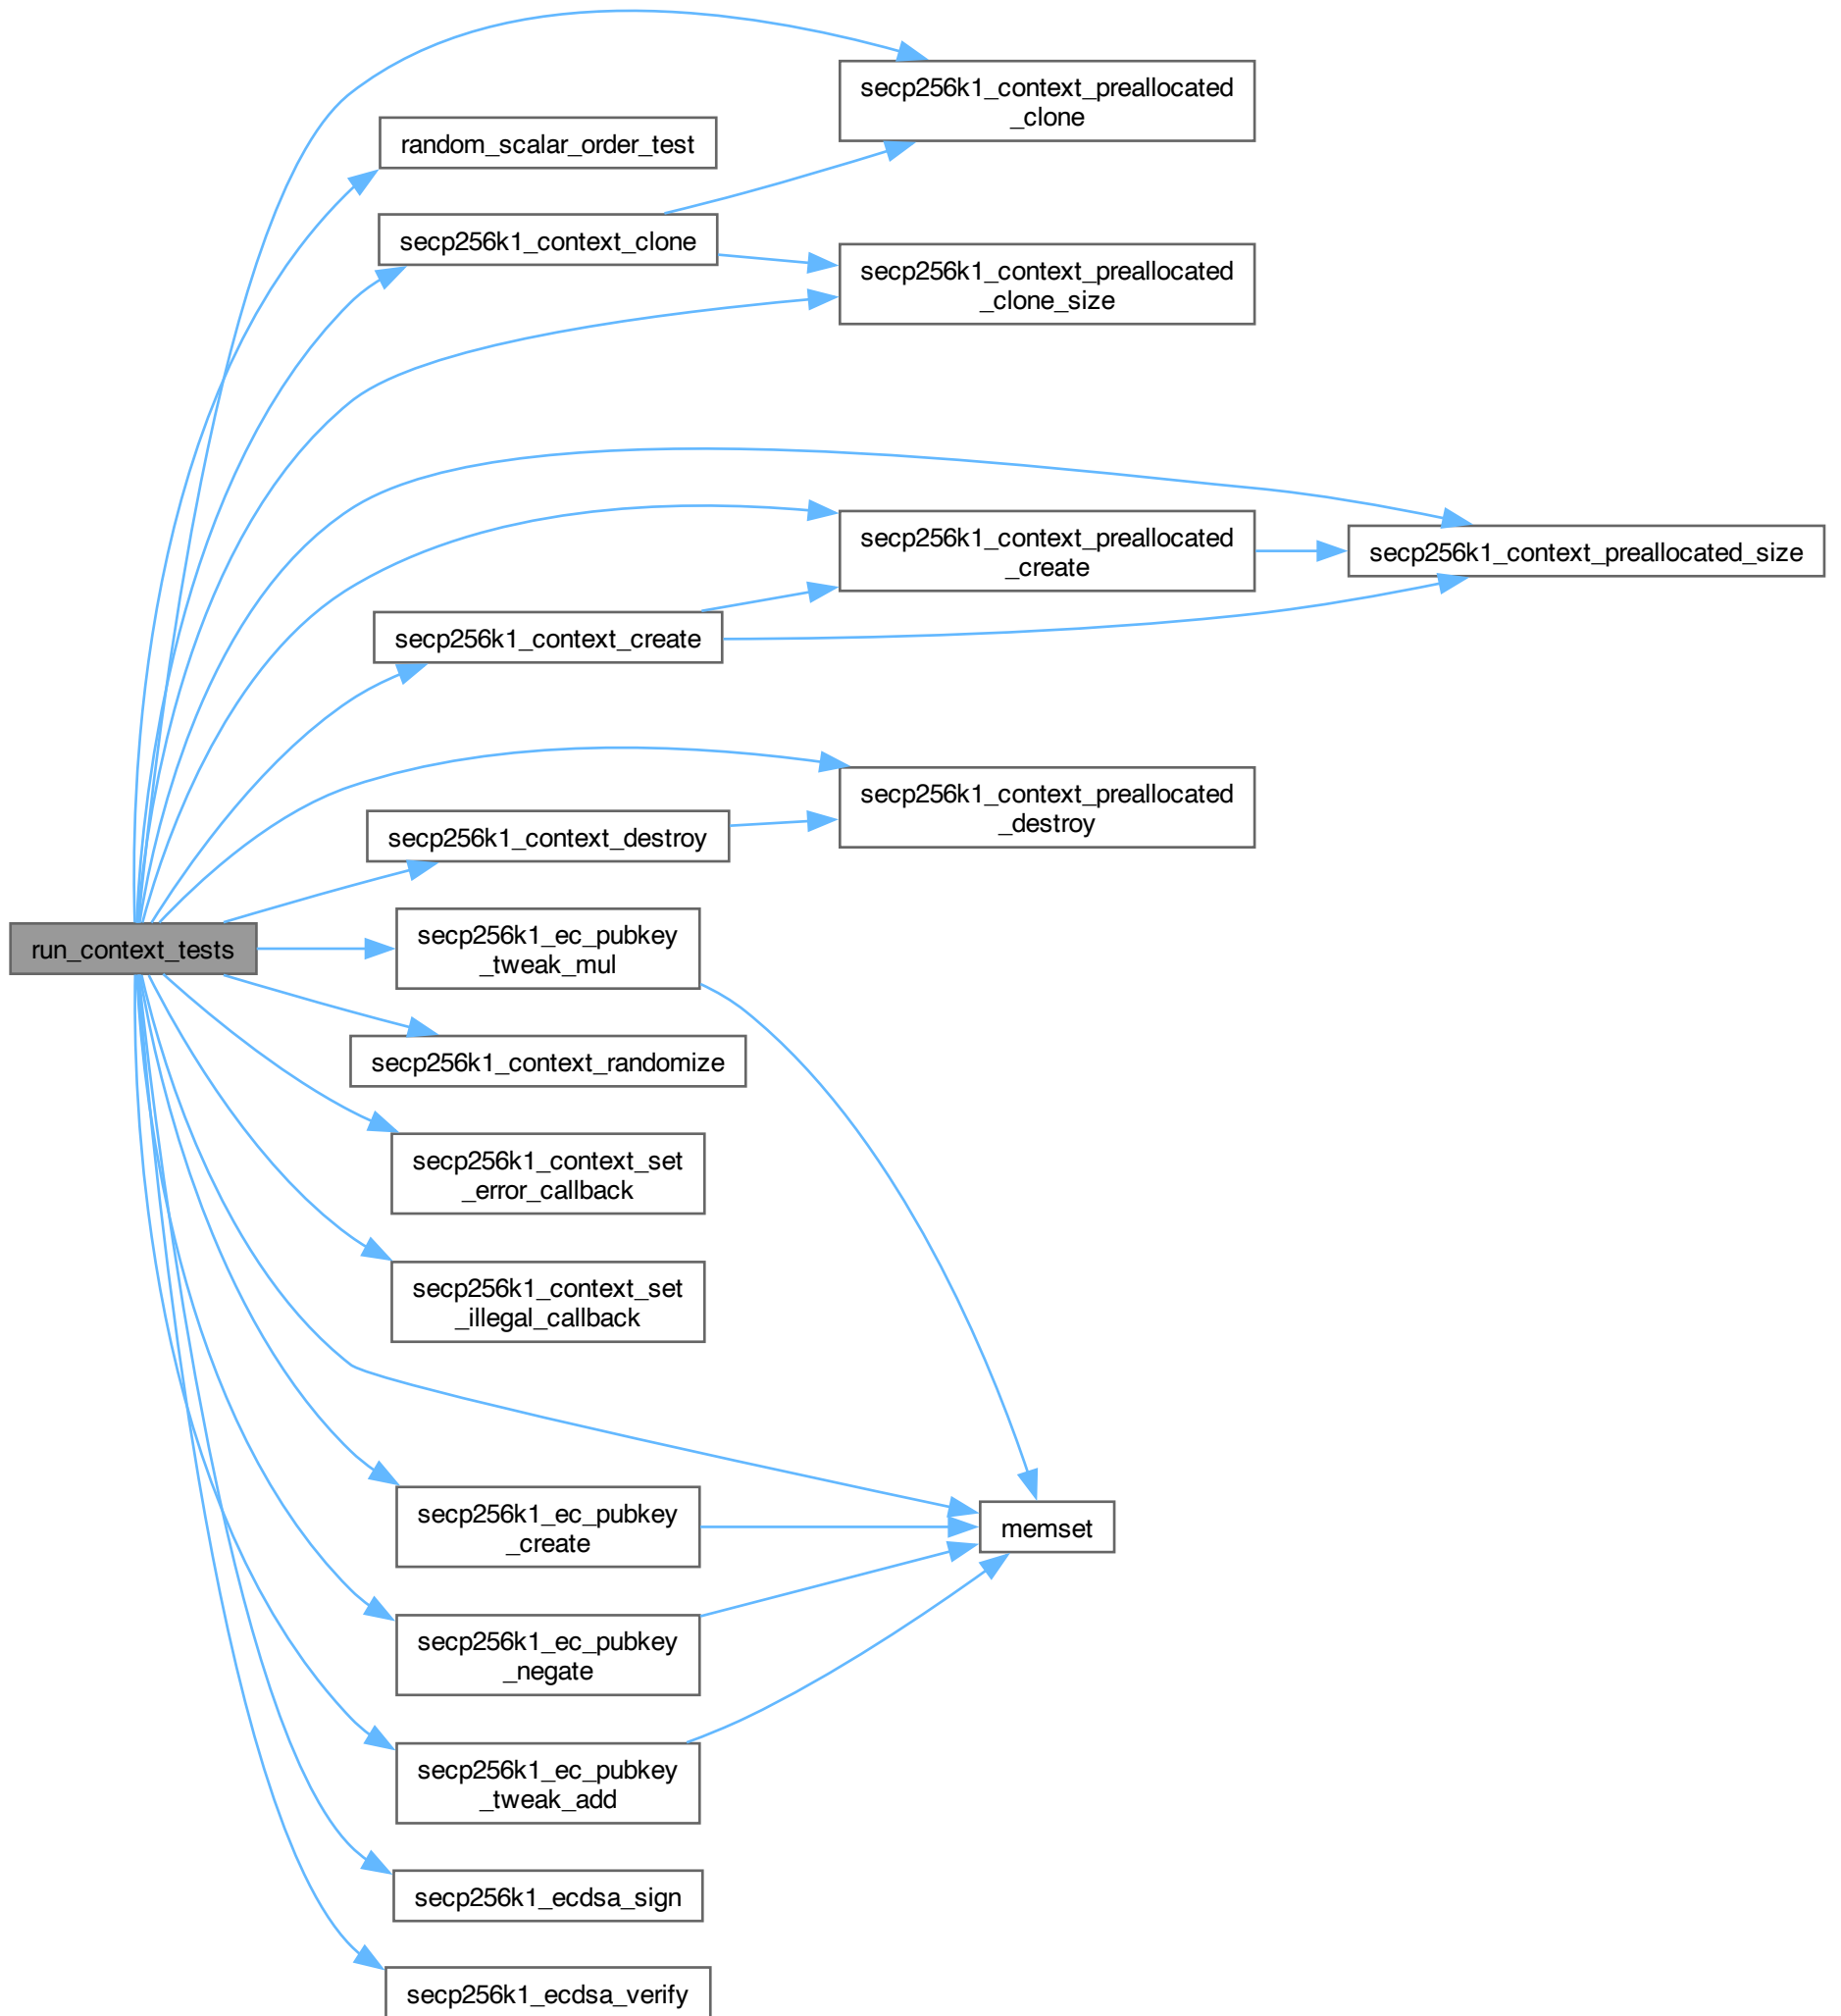 secp256k1_context_preallocated
_clone
random_scalar_order_test
secp256k1_context_clone
secp256k1_context_preallocated
_clone_size
secp256k1_context_preallocated
_create
secp256k1_context_preallocated_size
secp256k1_context_create
secp256k1_context_preallocated
_destroy
secp256k1_context_destroy
run_context_tests
secp256k1_ec_pubkey
_tweak_mul
secp256k1_context_randomize
secp256k1_context_set
_error_callback
secp256k1_context_set
_illegal_callback
secp256k1_ec_pubkey
_create
memset
secp256k1_ec_pubkey
_negate
secp256k1_ec_pubkey
_tweak_add
secp256k1_ecdsa_sign
secp256k1_ecdsa_verify